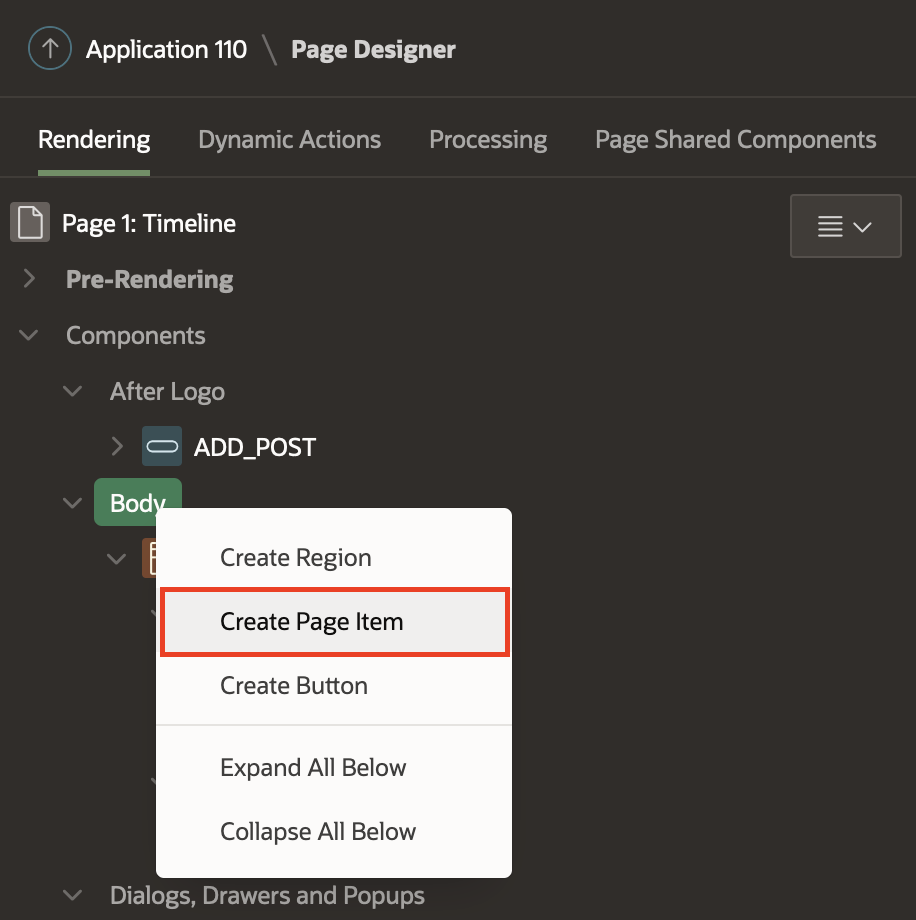 Application 110 \ Page Designer
Rendering Dynamic Actions Processing Page Shared Components
Page 1: Timeline
Pre-Rendering
Components
After Logo
ADD_POST
Body
Create Region
Create Page Item
Create Button
Expand All Below
Collapse All Below
Dialogs, Drawers and Popups